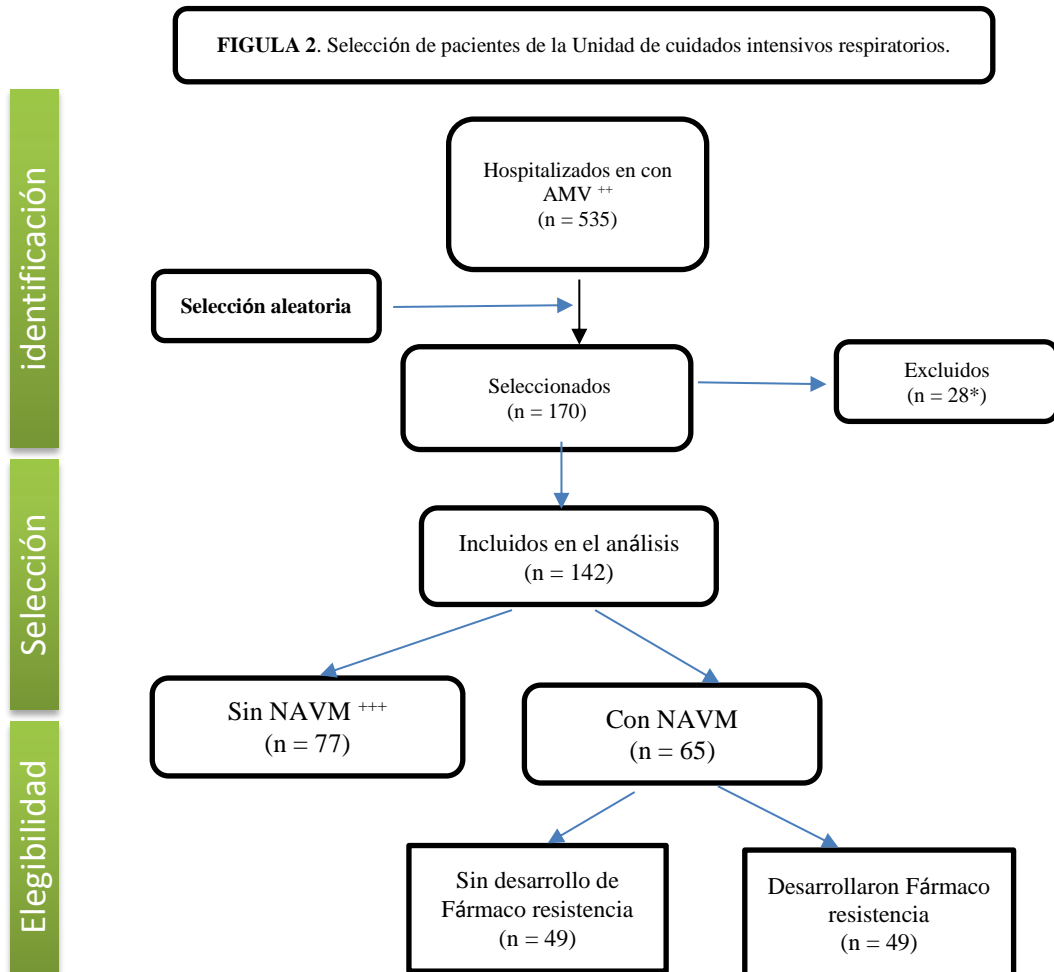 FIGULA 2. Selección de pacientes de la Unidad de cuidados intensivos respiratorios.
identificación
Hospitalizados en con
AMV ++
(n = 535)
Selección aleatoria
Seleccionados
(n = 170)
Excluidos
(n = 28*)
Selección
Incluidos en el análisis
(n = 142)
Sin NAVM +++
(n = 77)
Con NAVM
(n = 65)
Elegibilidad
Sin desarrollo de
Fármaco resistencia
(n = 49)
Desarrollaron Fármaco
resistencia
(n = 49)